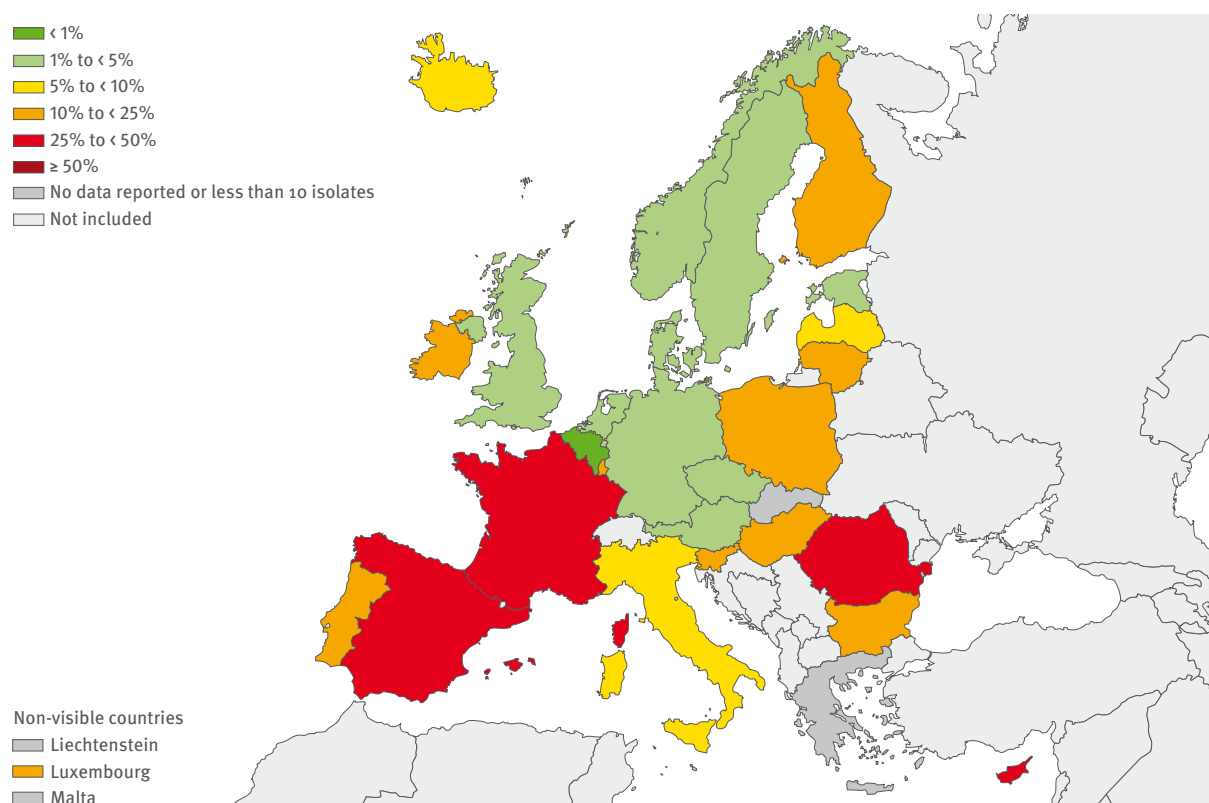 < 1%
1% to < 5%
5% to < 10%
10% to < 25%
25% to < 50%
≥ 50%
No data reported or less than 10 isolates
Not included
Non-visible countries
Liechtenstein
Luxembourg
Malta